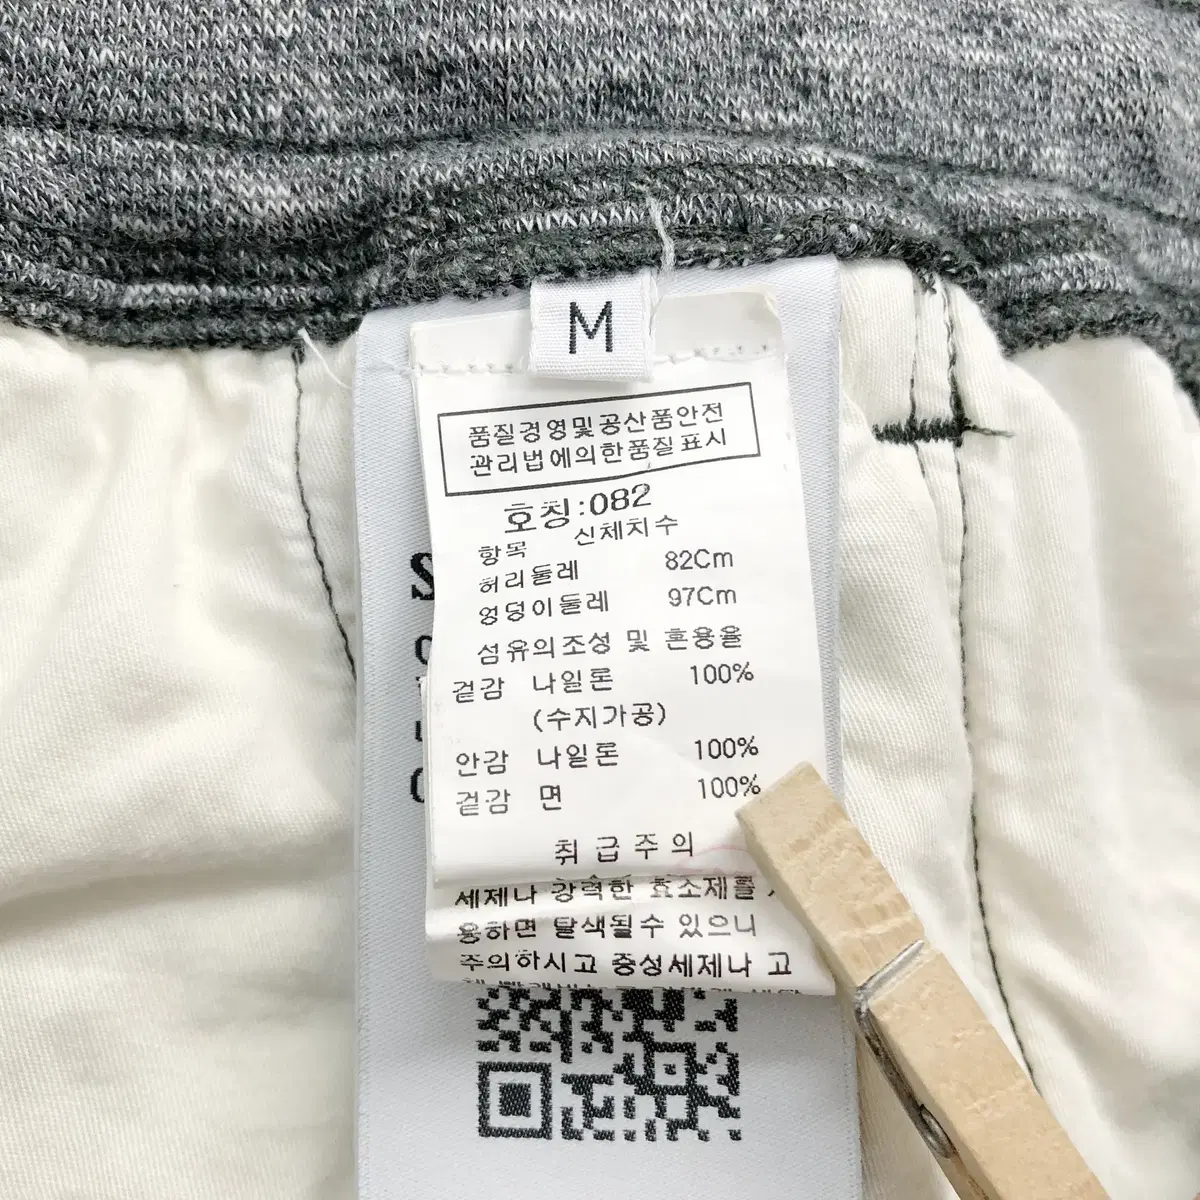 M
품질경영및공산품안전
관리법에의한품질표시
호칭:082
항목 신체치수
허리둘레 82Cm
엉덩이둘레 97Cm
섬유의조성 및 혼용율
겉감 나일론 100%
(수지가공)
안감 나일론 100%
겉감 면 100%
취급주의
세제나 강력한 효소제를
용하면 탈색될수 있으니
주의하시고 중성세제나 고
S